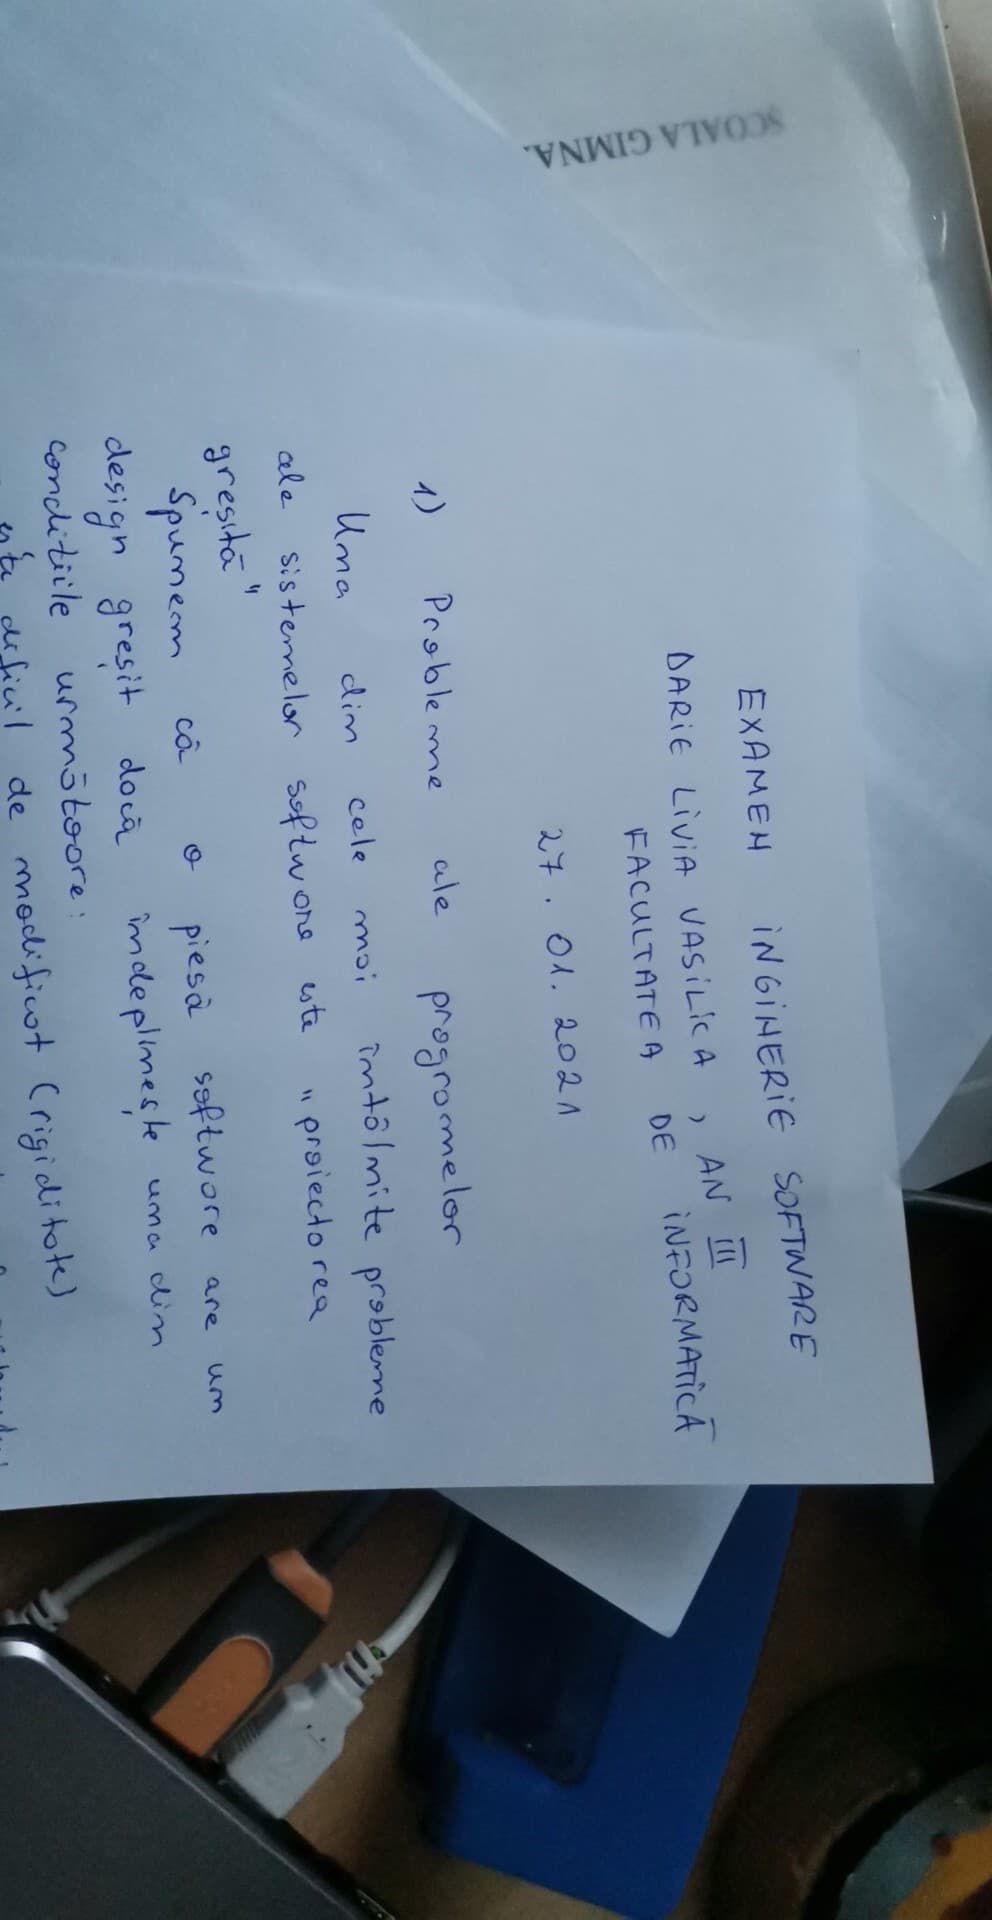 ȘCOALA GIMNA.
EXAMEN INGINERIE SOFTWARE
DARIE LIVIA VASILICA, AN III
FACULTATEA DE INFORMATICĂ
27.01.2021
1) Probleme ale programelor
Una din cele mai întâlnite probleme
ale sistemelor software este "proiectarea
greșită"
Spunem că o piesă software are un
design greșit dacă îndeplinește una din
condițiile următoare:
este dificil de modificat (rigiditate)